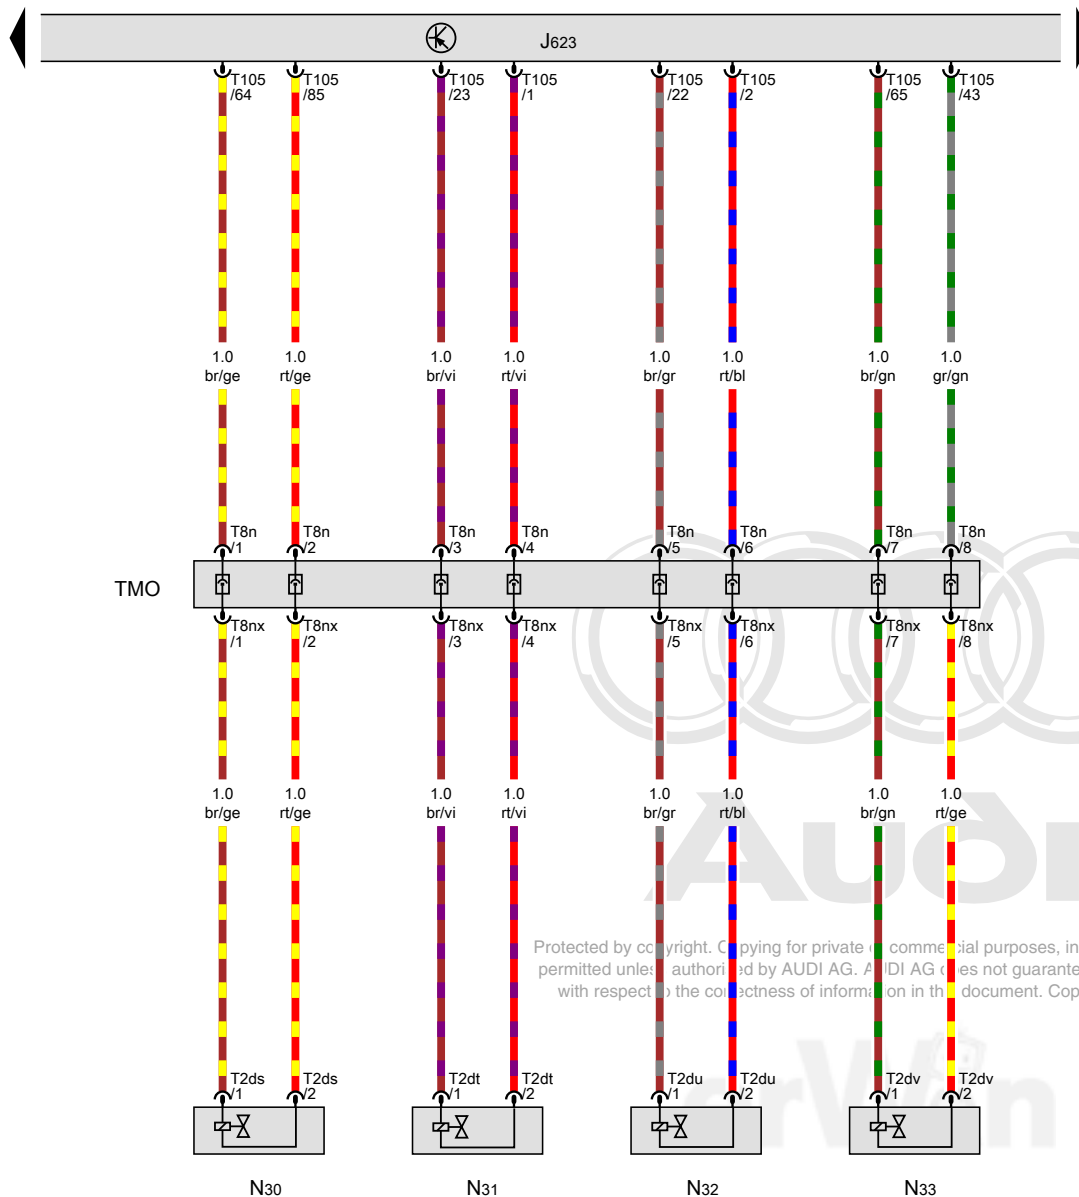 J623
T105 T105 T105 T105 T105 T105 T105 T105
/64 /85 /23 /1 /22 /2 /65 /43
1.0 1.0 1.0 1.0 1.0 1.0 1.0 1.0
br/ge rt/ge br/vi rt/vi br/gr rt/bl br/gn gr/gn
T8n T8n T8n T8n T8n T8n T8n T8n
/1 /2 /3 /4 /5 /6 /7 /8
TMO
T8nx T8nx T8nx T8nx T8nx T8nx T8nx T8nx
/1 /2 /3 /4 /5 /6 /7 /8
1.0 1.0 1.0 1.0 1.0 1.0 1.0 1.0
br/ge rt/ge br/vi rt/vi br/gr rt/bl br/gn rt/ge
Audi
Protected by copyright. Copying for private or commercial purposes, in
permitted unless authorised by AUDI AG. AUDI AG does not guarante
with respect to the correctness of information in this document. Cop
T2ds T2ds T2dt T2dt T2du T2du T2dv T2dv
/1 /2 /1 /2 /1 /2 /1 /2
N30 N31 N32 N33